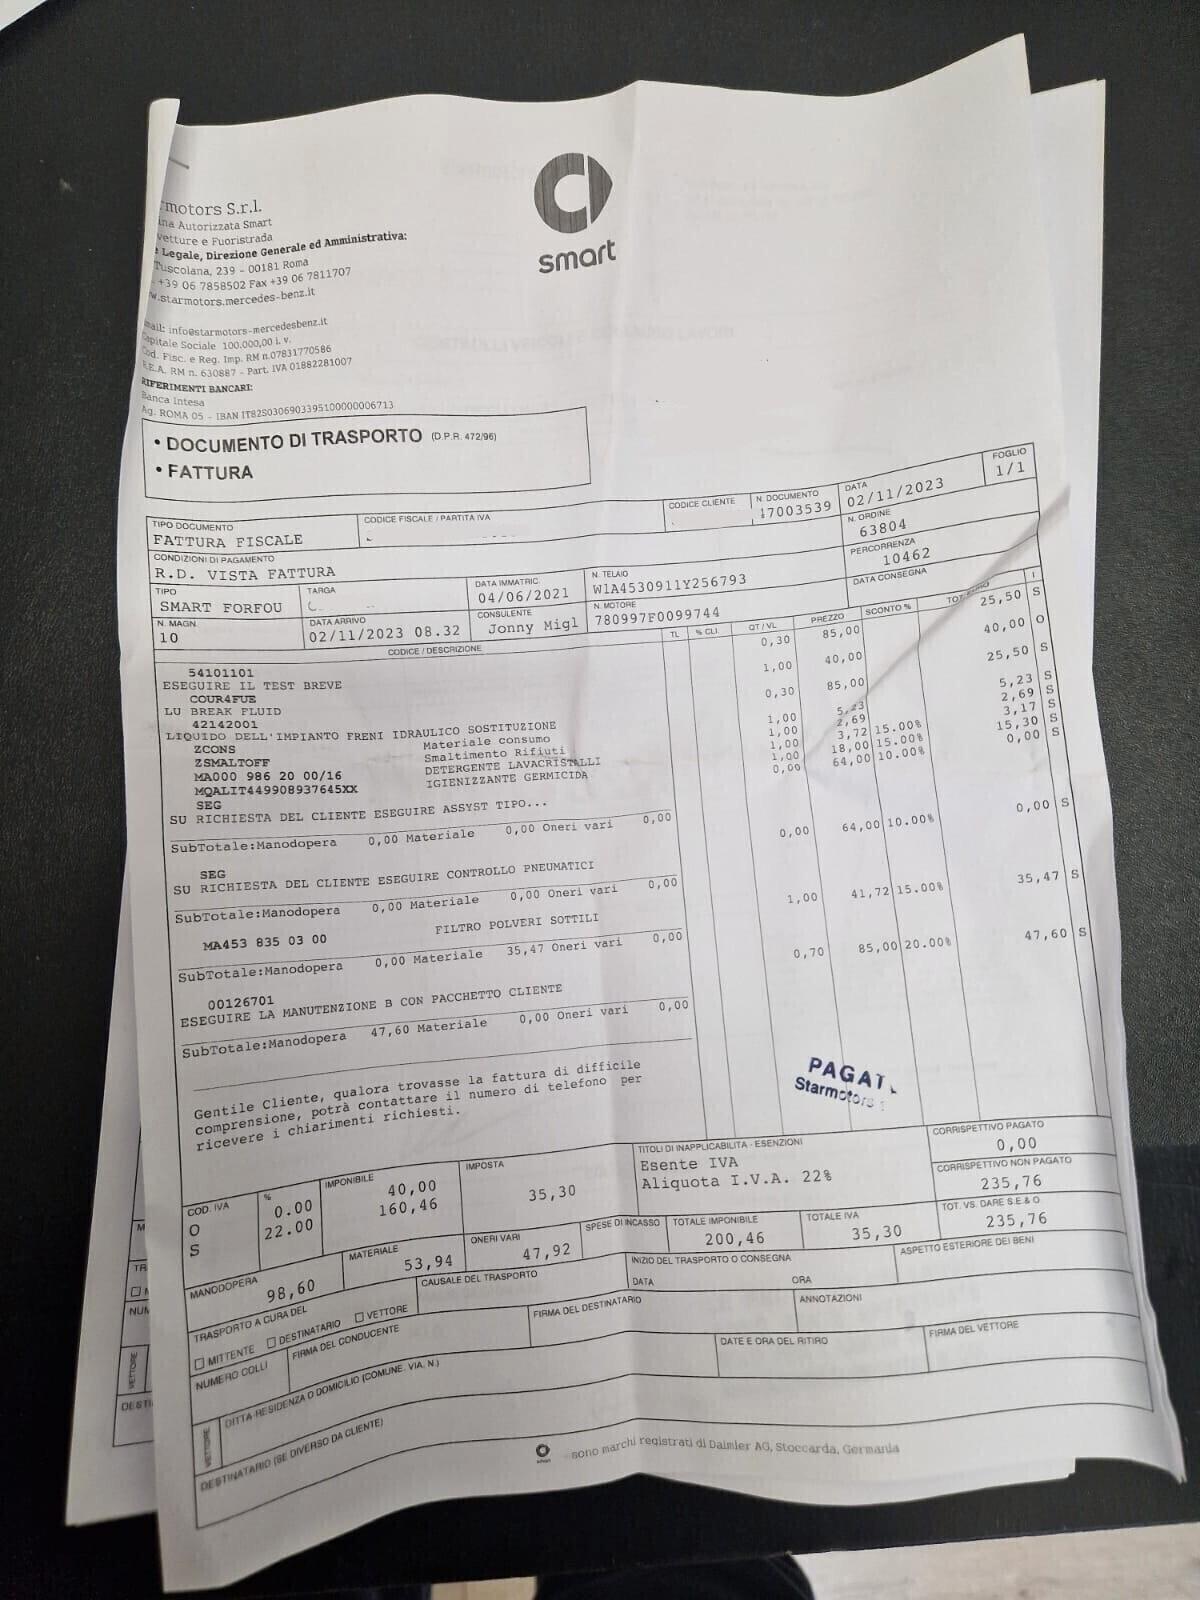 smart
rmotors S.r.l.
Autorizzata Smart
vetture e Fuoristrada
Legale, Direzione Generale ed Amministrativa:
Tuscolana, 239 - 00181 Roma
+39 06 7858502 Fax +39 06 7811707
.starmotors.mercedes-benz.it
info@starmotors-mercedesbenz.it
Capitale Sociale 100.000,00 i. v.
Cod. Fisc. e Reg. Imp. RM n.07831770586
R.E.A. RM n. 630887 - Part. IVA 01882281007
RIFERIMENTI BANCARI:
Banca Intesa
Ag. ROMA 05 - IBAN IT82S0306903395100000006713
• DOCUMENTO DI TRASPORTO (D.P.R. 472/96)
• FATTURA
TIPO DOCUMENTO CODICE FISCALE / PARTITA IVA CODICE CLIENTE N. DOCUMENTO DATA FOGLIO
FATTURA FISCALE 17003539 02/11/2023 1/1
CONDIZIONI DI PAGAMENTO N. ORDINE
R.D. VISTA FATTURA 63804
TIPO TARGA DATA IMMATRIC. N. TELAIO PERCORRENZA
SMART FORFOU 04/06/2021 W1A4530911Y256793 10462
N. MAGN. DATA ARRIVO CONSULENTE N. MOTORE DATA CONSEGNA
10 02/11/2023 08.32 Jonny Migl 780997F0099744
CODICE / DESCRIZIONE TL % CLI. QT / VL PREZZO SCONTO % I
54101101 0,30 85,00 25,50 S
ESEGUIRE IL TEST BREVE
COUR4FUE 1,00 40,00 40,00 O
LU BREAK FLUID
42142001 0,30 85,00 25,50 S
LIQUIDO DELL'IMPIANTO FRENI IDRAULICO SOSTITUZIONE
ZCONS Materiale consumo 1,00 5,23 5,23 S
ZSMALTOFF Smaltimento Rifiuti 1,00 2,69 2,69 S
MA000 986 20 00/16 DETERGENTE LAVACRISTALLI 1,00 3,72 15.00% 3,17 S
MQALIT449908937645XX IGIENIZZANTE GERMICIDA 1,00 18,00 15.00% 15,30 S
SEG 0,00 64,00 10.00% 0,00 S
SU RICHIESTA DEL CLIENTE ESEGUIRE ASSYST TIPO...
SubTotale:Manodopera 0,00 Materiale 0,00 Oneri vari 0,00
SEG 0,00 64,00 10.00% 0,00 S
SU RICHIESTA DEL CLIENTE ESEGUIRE CONTROLLO PNEUMATICI
SubTotale:Manodopera 0,00 Materiale 0,00 Oneri vari 0,00
MA453 835 03 00 FILTRO POLVERI SOTTILI 1,00 41,72 15.00% 35,47 S
SubTotale:Manodopera 0,00 Materiale 35,47 Oneri vari 0,00
00126701 0,70 85,00 20.00% 47,60 S
ESEGUIRE LA MANUTENZIONE B CON PACCHETTO CLIENTE
SubTotale:Manodopera 47,60 Materiale 0,00 Oneri vari 0,00
PAGAT
Starmotors
Gentile Cliente, qualora trovasse la fattura di difficile
comprensione, potrà contattare il numero di telefono per
ricevere i chiarimenti richiesti.
COD. IVA % IMPONIBILE IMPOSTA TITOLI DI INAPPLICABILITA - ESENZIONI CORRISPETTIVO PAGATO
O 0.00 40,00 Esente IVA 0,00
S 22.00 160,46 35,30 Aliquota I.V.A. 22% CORRISPETTIVO NON PAGATO
235,76
MANODOPERA MATERIALE ONERI VARI SPESE DI INCASSO TOTALE IMPONIBILE TOTALE IVA TOT. VS. DARE S.E & O
98,60 53,94 47,92 200,46 35,30 235,76
TRASPORTO A CURA DEL CAUSALE DEL TRASPORTO INIZIO DEL TRASPORTO O CONSEGNA ASPETTO ESTERIORE DEI BENI
MITTENTE DESTINATARIO VETTORE DATA ORA
NUMERO COLLI FIRMA DEL CONDUCENTE FIRMA DEL DESTINATARIO ANNOTAZIONI
VETTORE DITTA-RESIDENZA O DOMICILIO (COMUNE. VIA. N.) DATE E ORA DEL RITIRO FIRMA DEL VETTORE
DESTINATARIO (SE DIVERSO DA CLIENTE)
smart sono marchi registrati di Daimler AG, Stoccarda, Germania
VETTORE